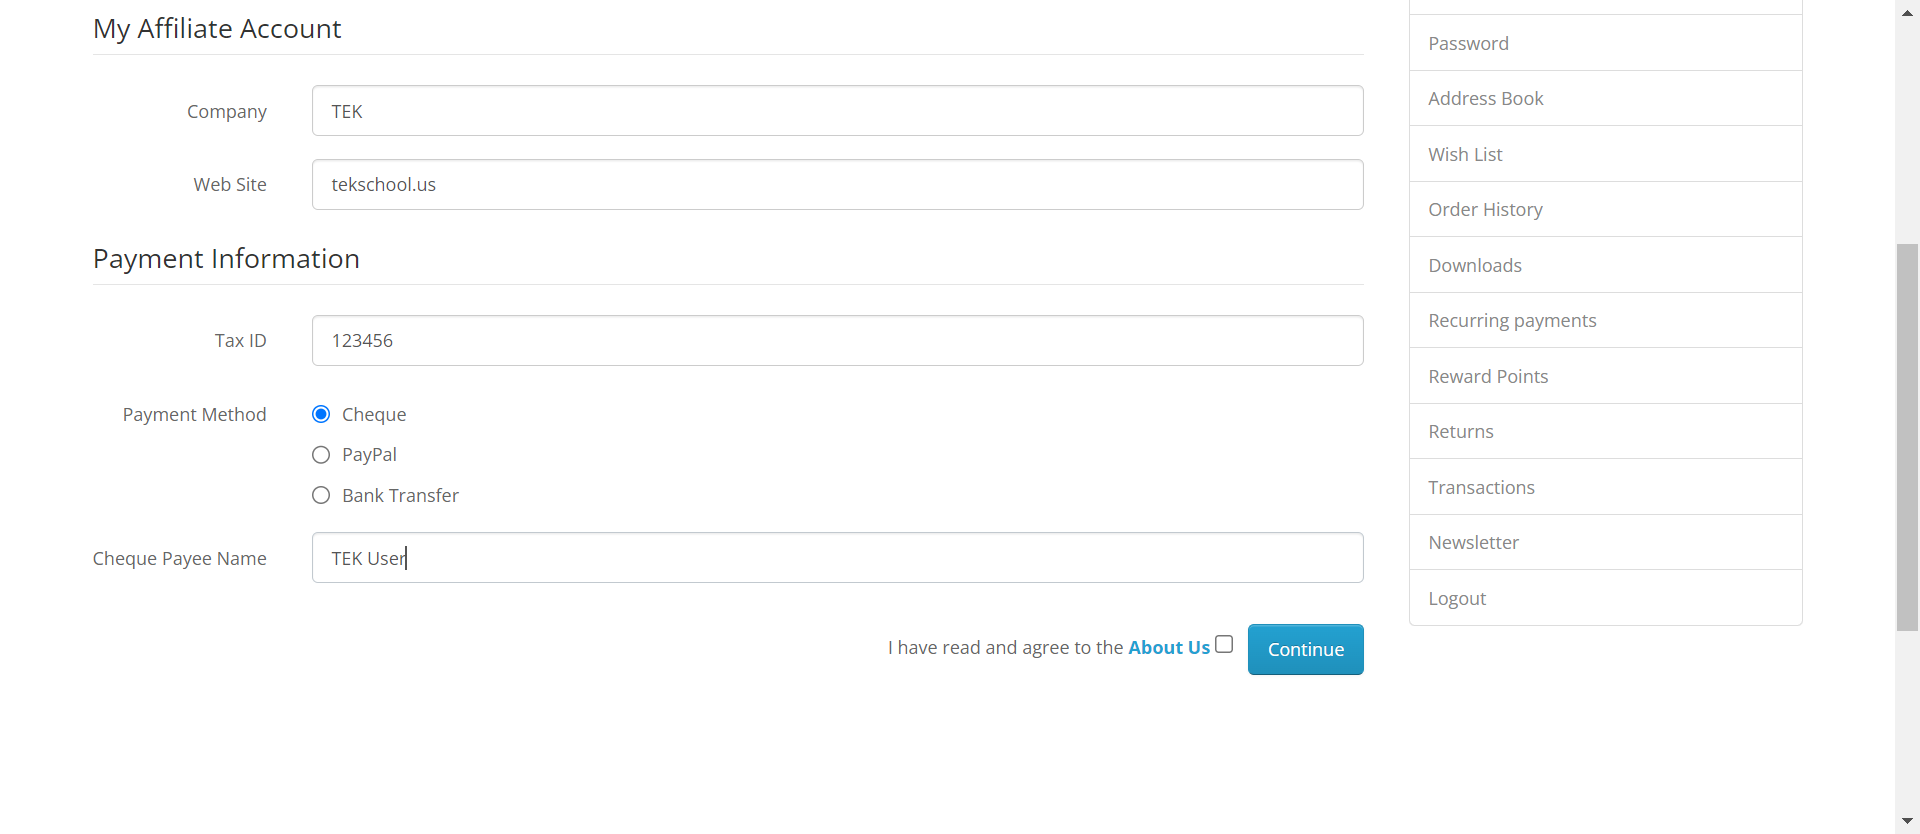 My Affiliate Account
Company
TEK
Web Site
tekschool.us
Payment Information
Tax ID
123456
Payment Method
Cheque
PayPal
Bank Transfer
Cheque Payee Name
TEK User
I have read and agree to the About Us
Continue
Password
Address Book
Wish List
Order History
Downloads
Recurring payments
Reward Points
Returns
Transactions
Newsletter
Logout